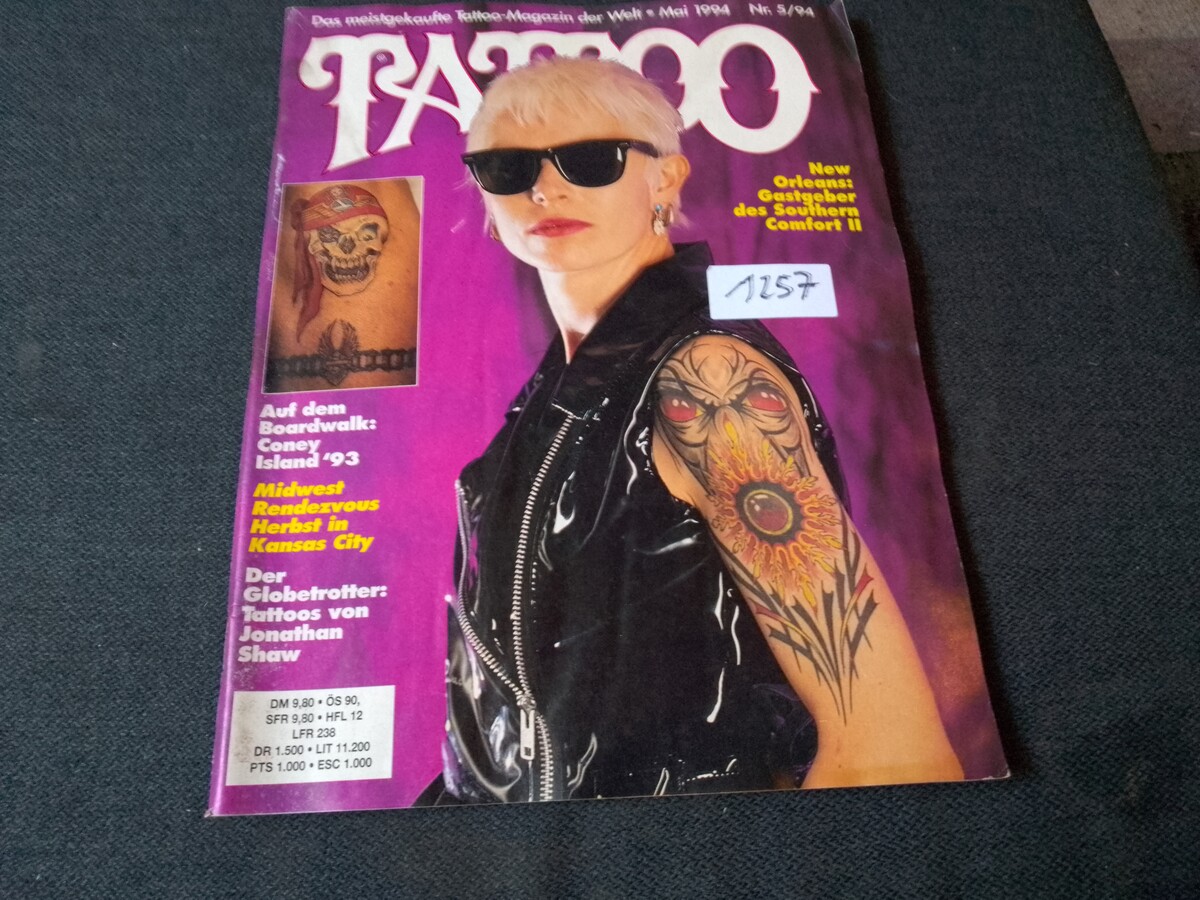 Das meistgekaufte Tattoo-Magazin der Welt • Mai 1994 Nr. 5/94
TATTOO
New
Orleans:
Gastgeber
des Southern
Comfort II
1257
Auf dem
Boardwalk:
Coney
Island '93
Midwest
Rendezvous
Herbst in
Kansas City
Der
Globetrotter:
Tattoos von
Jonathan
Shaw
DM 9,80 • ÖS 90,
SFR 9,80 • HFL 12
LFR 238
DR 1.500 • LIT 11.200
PTS 1.000 • ESC 1.000